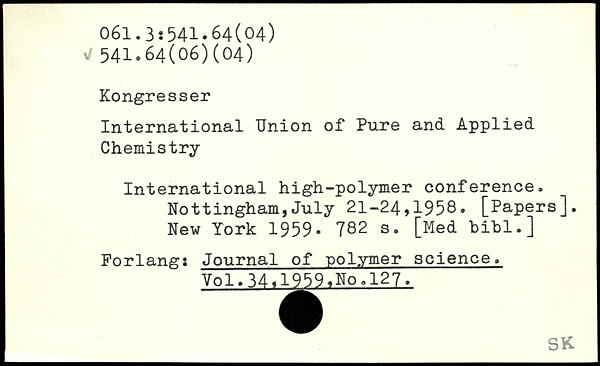 061.3:541.64(04)
√ 541.64(06)(04)
Kongresser
International Union of Pure and Applied
Chemistry
International high-polymer conference.
Nottingham,July 21-24,1958. [Papers].
New York 1959. 782 s. [Med bibl.]
Forlang: Journal of polymer science.
Vol.34,1959,No.127.
SK